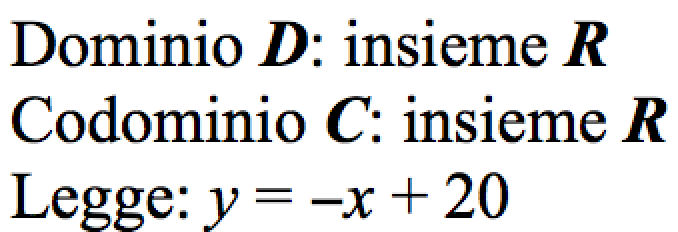 Dominio D: insieme R
Codominio C: insieme R
Legge: y = –x + 20